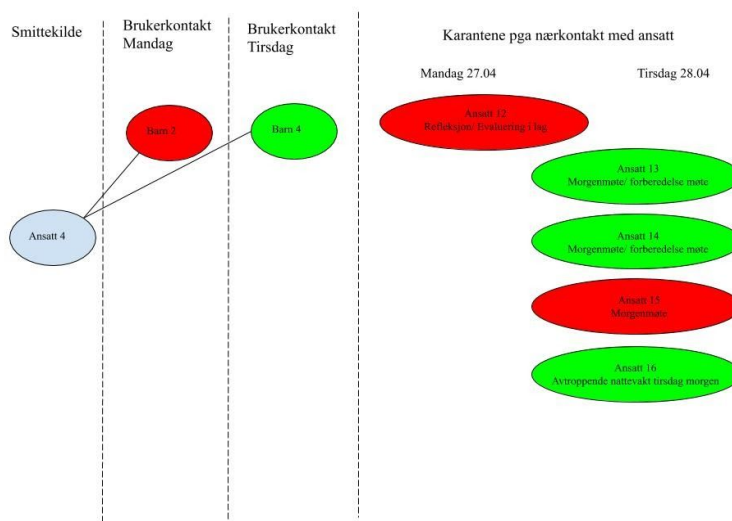 Smittekilde
Brukerkontakt
Mandag
Brukerkontakt
Tirsdag
Karantene pga nærkontakt med ansatt
Mandag 27.04
Tirsdag 28.04
Barn 2
Barn 4
Ansatt 4
Ansatt 12
Refleksjon/ Evaluering i lag
Ansatt 13
Morgenmøte/ forberedelse møte
Ansatt 14
Morgenmøte/ forberedelse møte
Ansatt 15
Morgenmøte
Ansatt 16
Avtroppende nattevakt tirsdag morgen